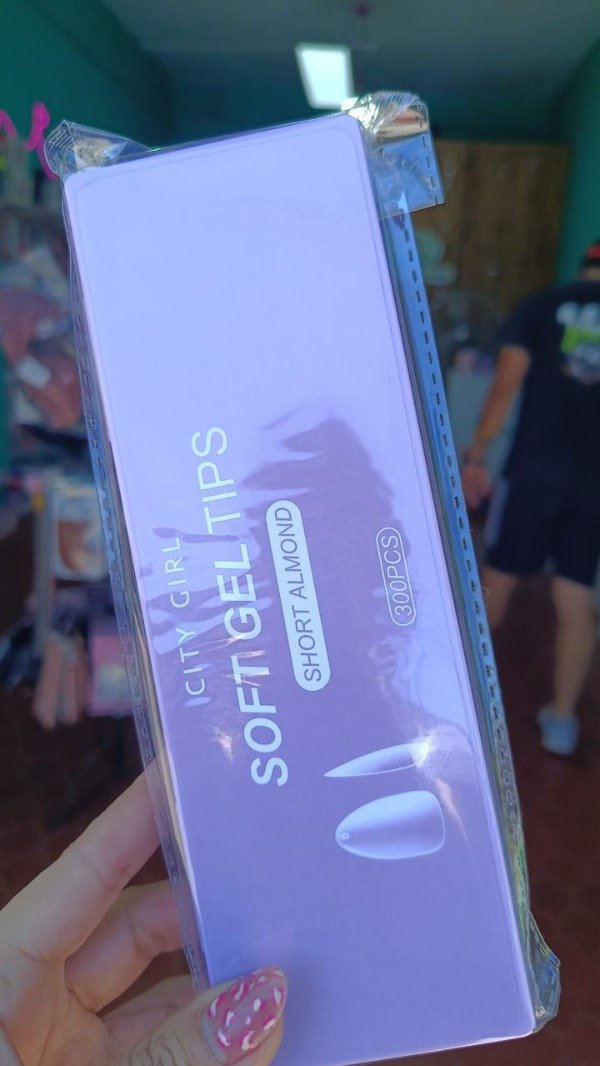 CITY GIRL
SOFT GEL TIPS
SHORT ALMOND
300PCS